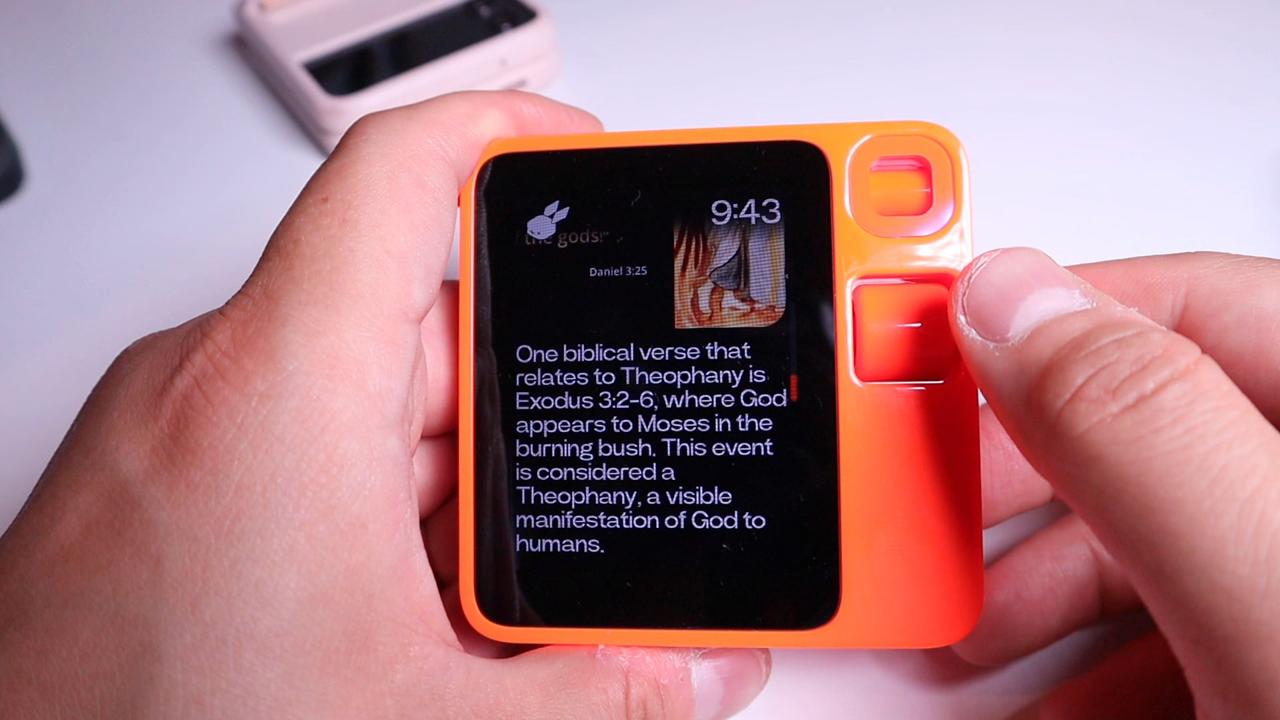 9:43
the gods!"
Daniel 3:25
One biblical verse that
relates to Theophany is
Exodus 3:2-6, where God
appears to Moses in the
burning bush. This event
is considered a
Theophany, a visible
manifestation of God to
humans.